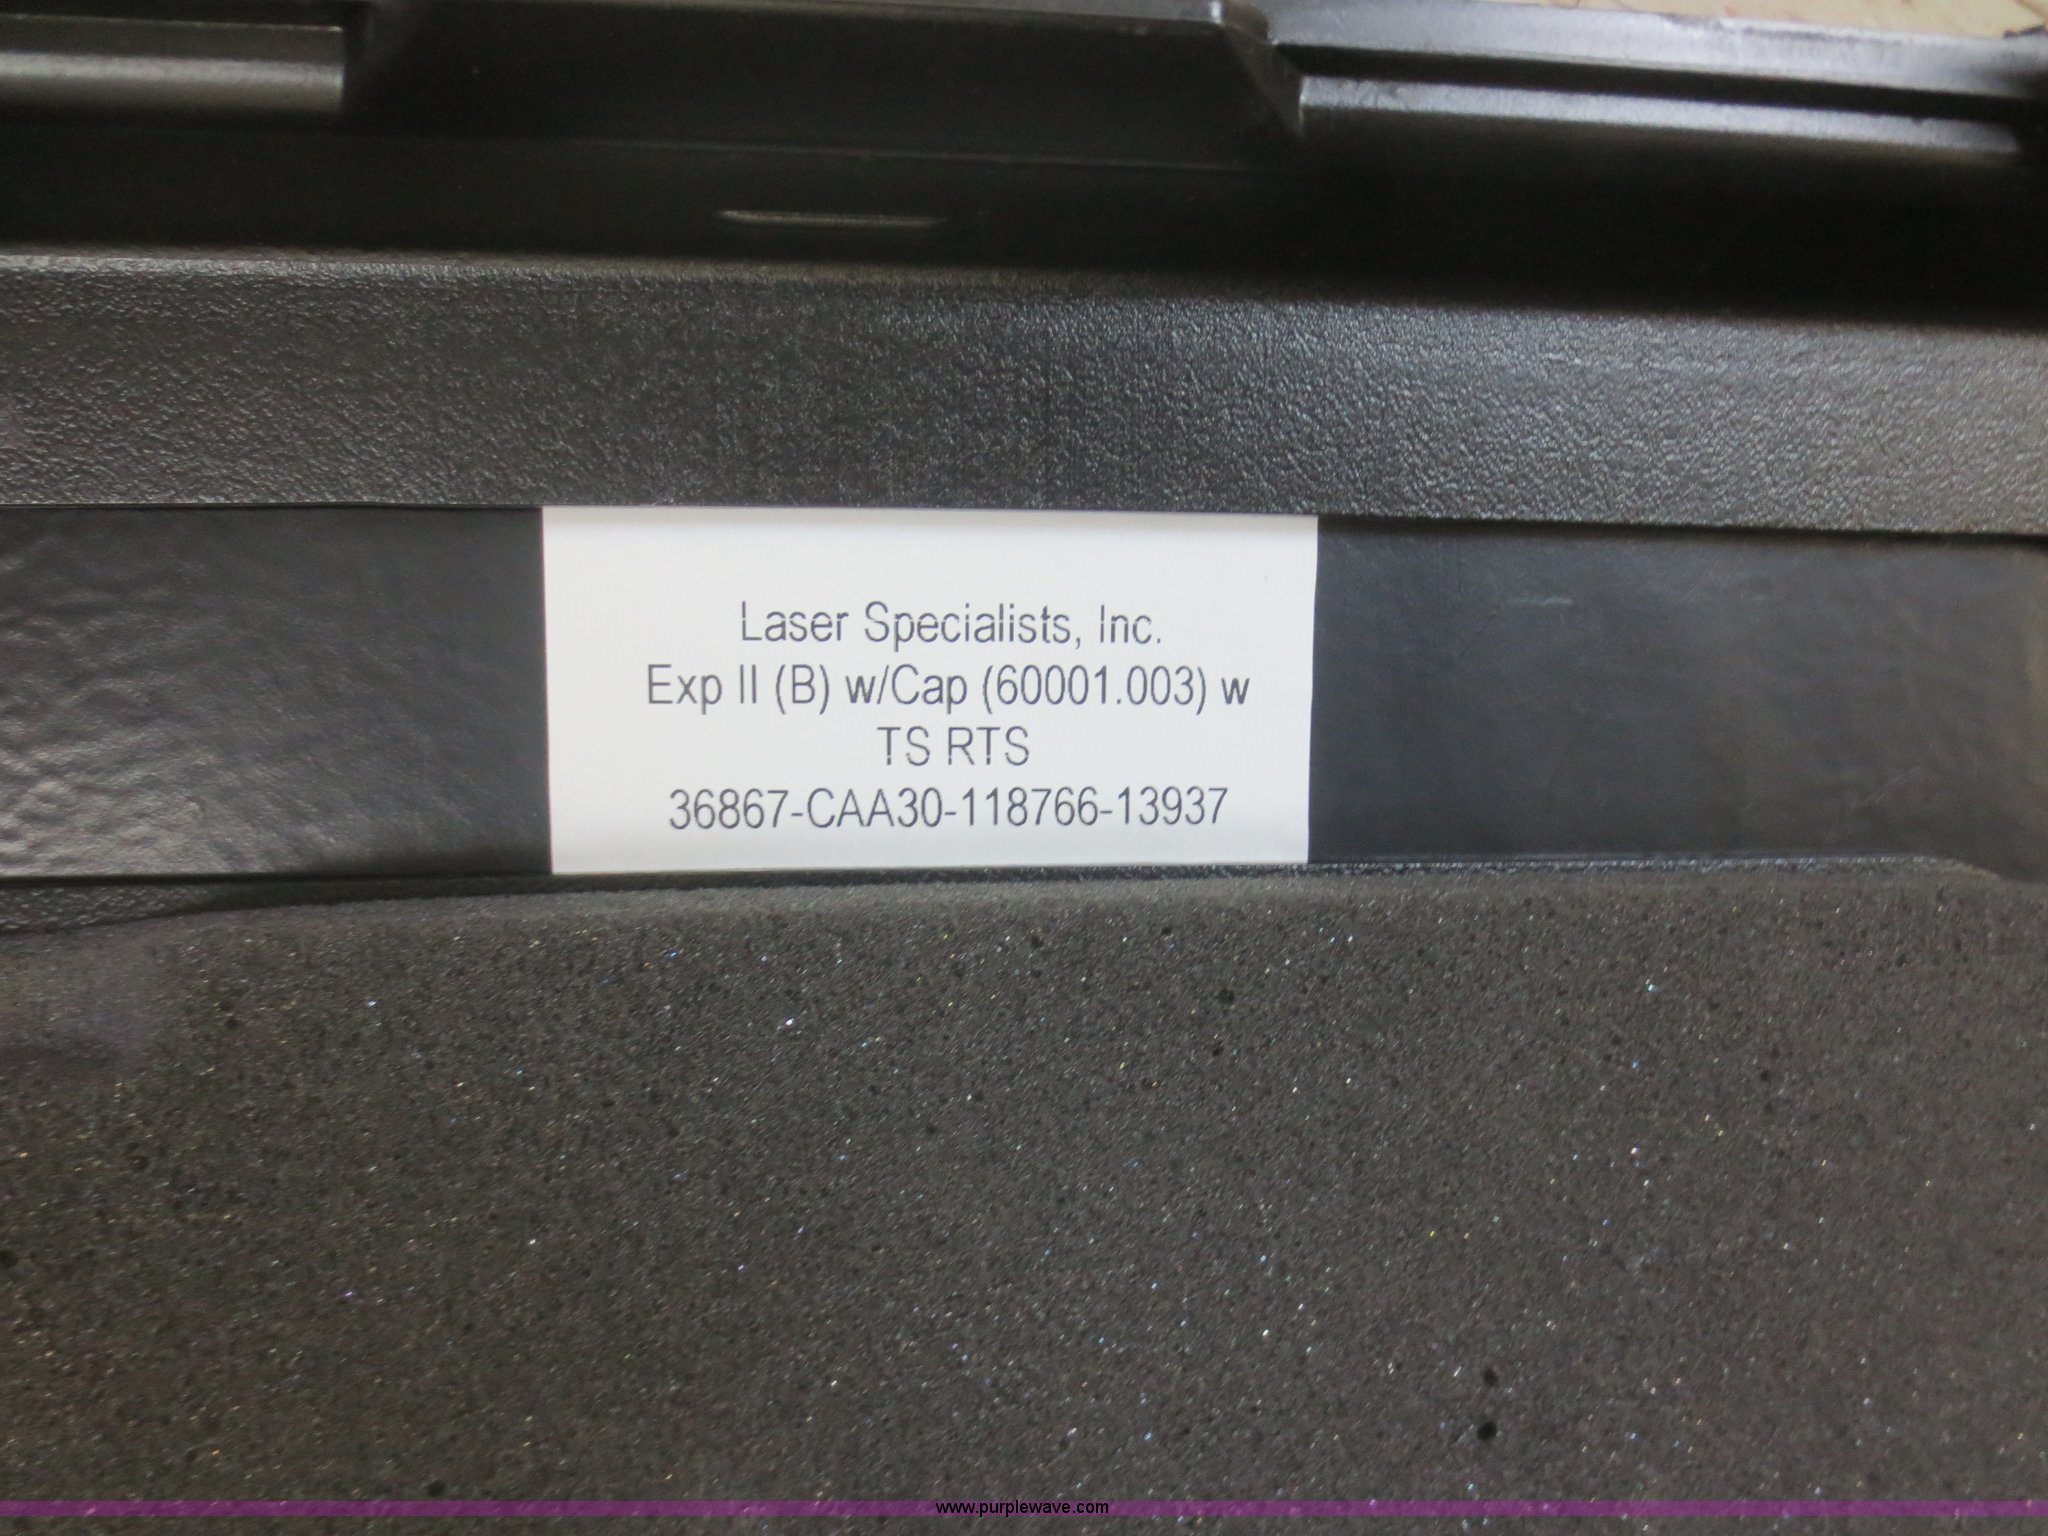 Laser Specialists, Inc.
Exp II (B) w/Cap (60001.003) w
TS RTS
36867-CAA30-118766-13937
www.purplewave.com